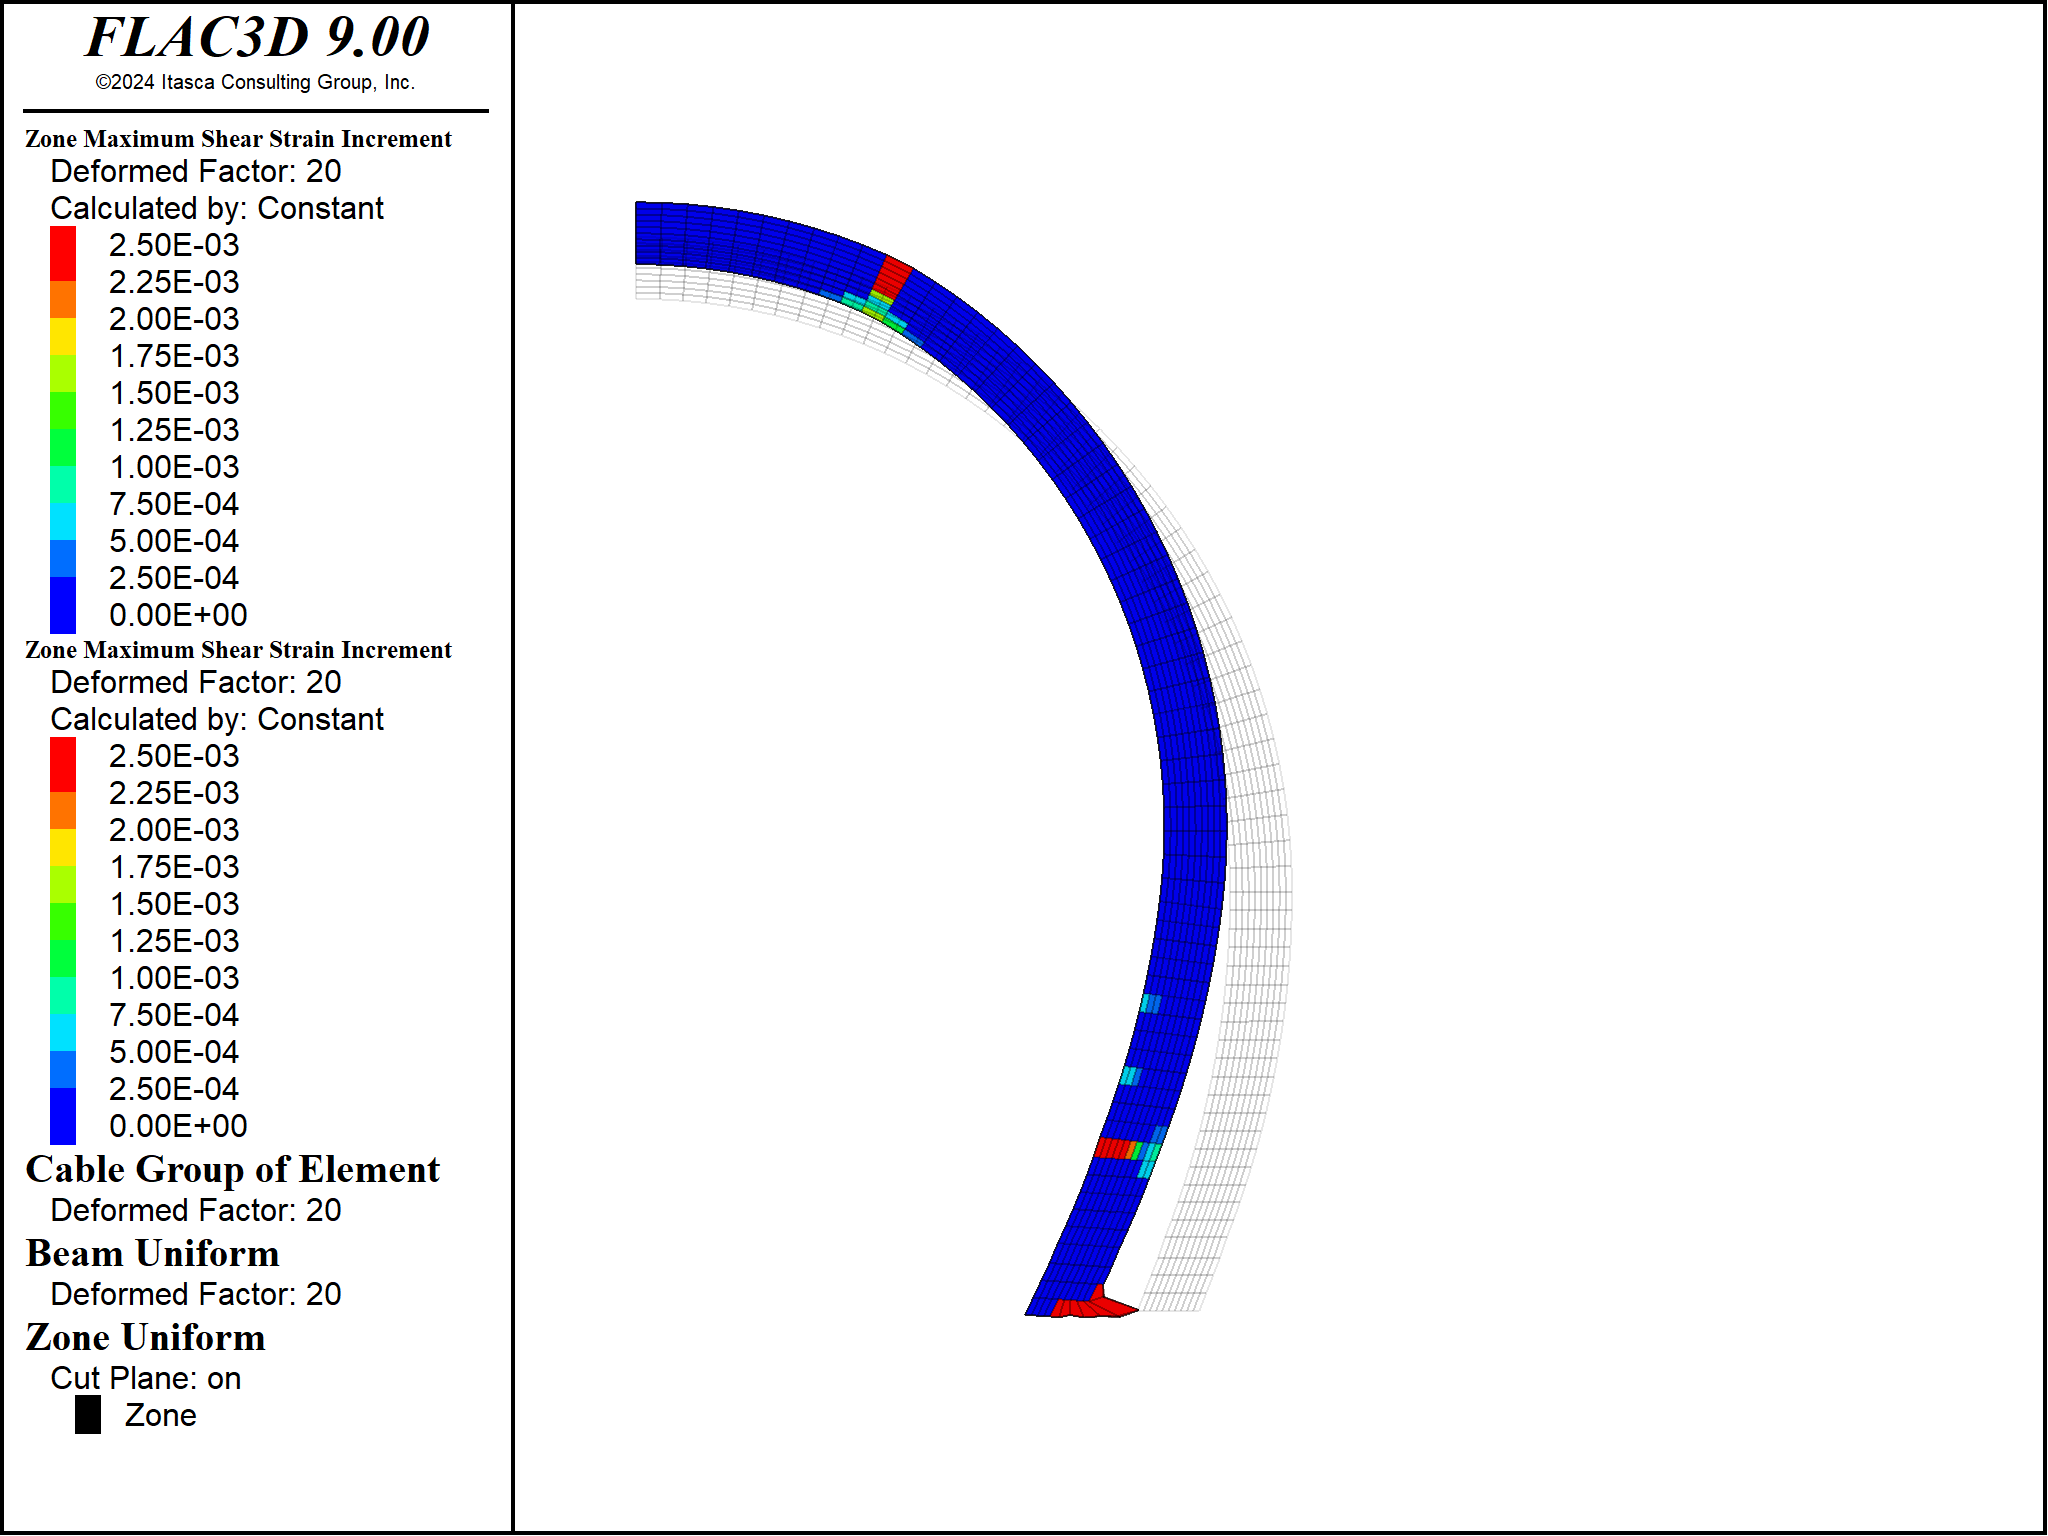 FLAC3D 9.00
©2024 Itasca Consulting Group, Inc.
Zone Maximum Shear Strain Increment
Deformed Factor: 20
Calculated by: Constant
2.50E-03
2.25E-03
2.00E-03
1.75E-03
1.50E-03
1.25E-03
1.00E-03
7.50E-04
5.00E-04
2.50E-04
0.00E+00
Zone Maximum Shear Strain Increment
Deformed Factor: 20
Calculated by: Constant
2.50E-03
2.25E-03
2.00E-03
1.75E-03
1.50E-03
1.25E-03
1.00E-03
7.50E-04
5.00E-04
2.50E-04
0.00E+00
Cable Group of Element
Deformed Factor: 20
Beam Uniform
Deformed Factor: 20
Zone Uniform
Cut Plane: on
Zone